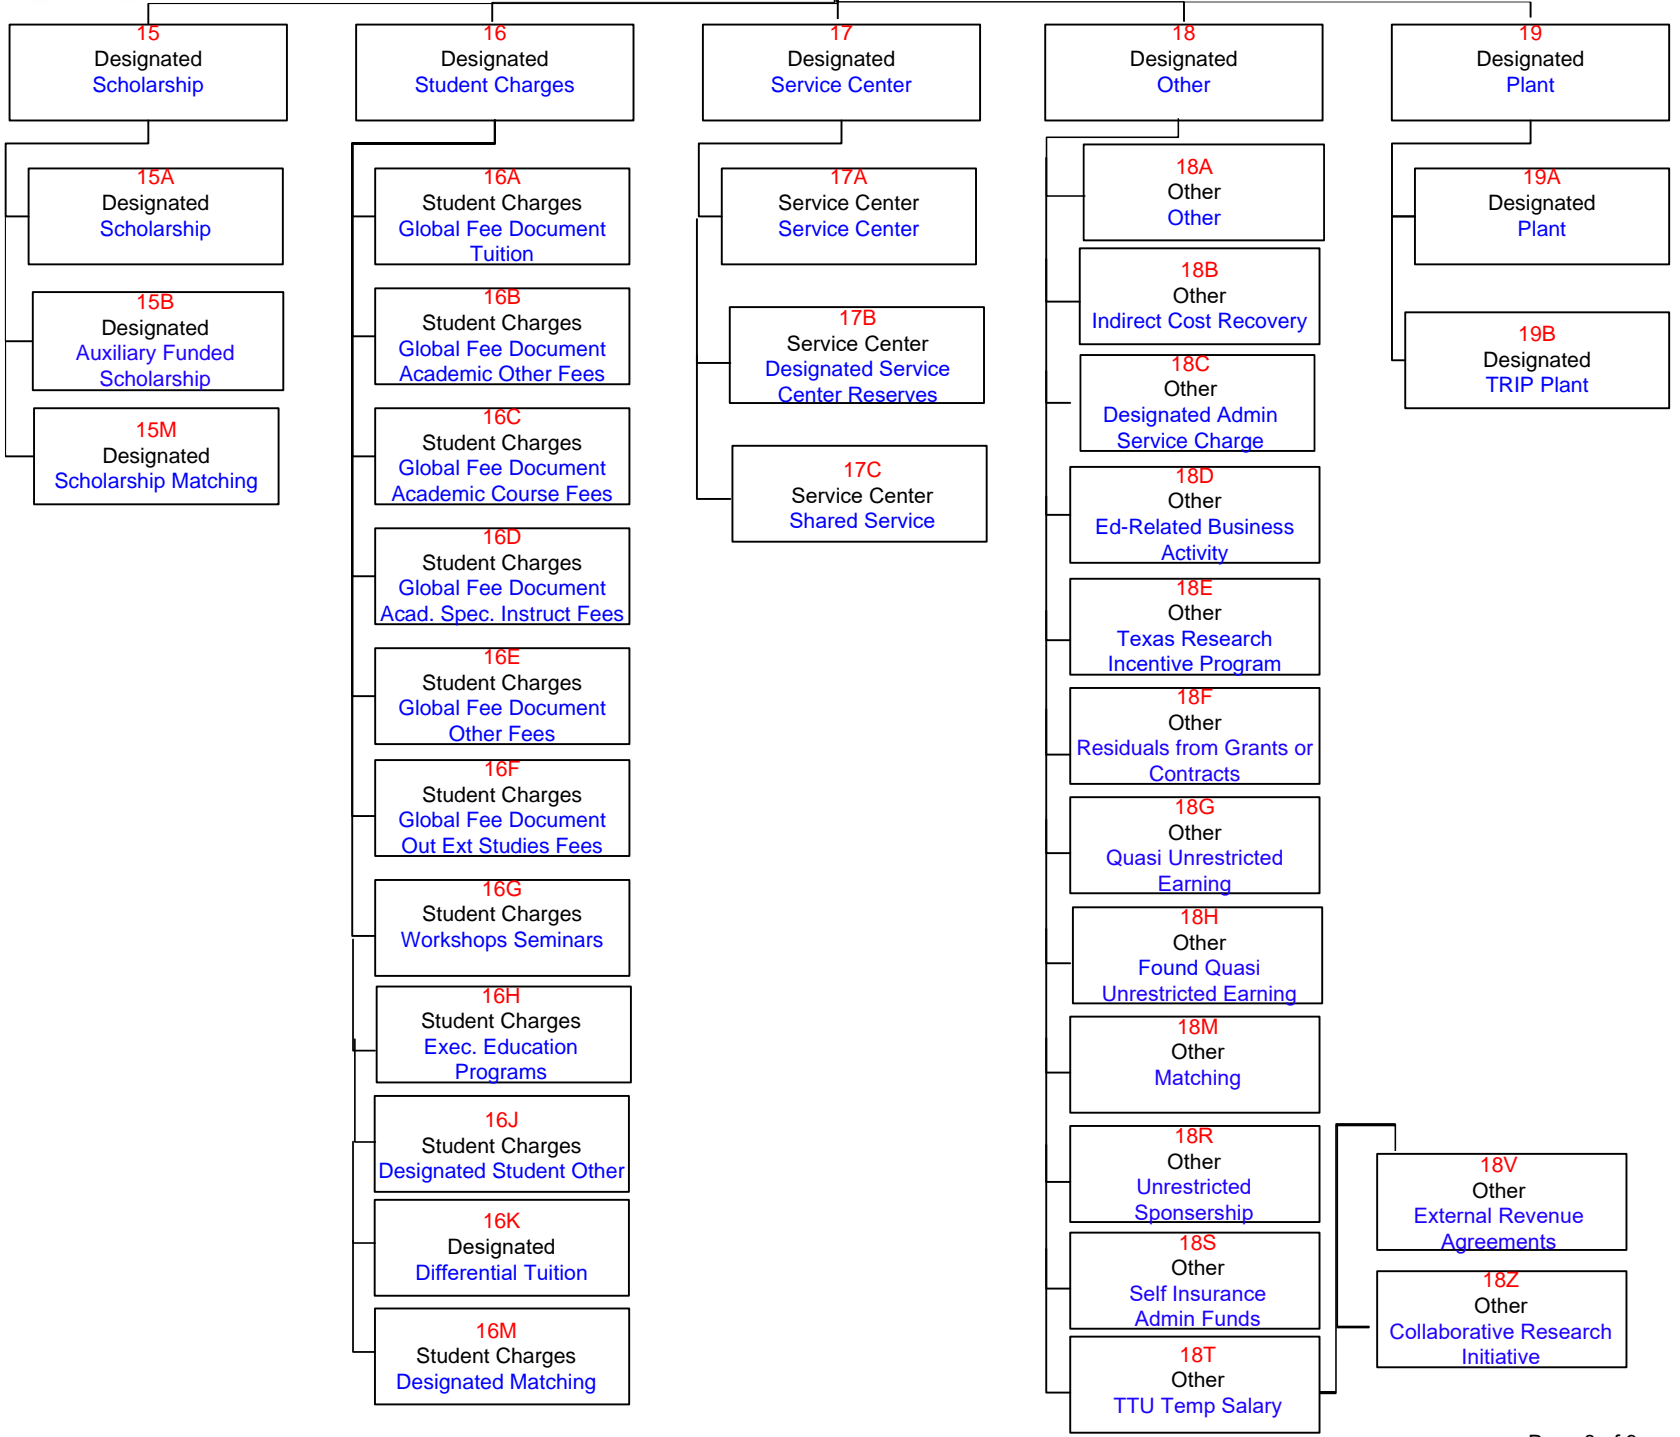 15
Designated
Scholarship
16
Designated
Student Charges
17
Designated
Service Center
18
Designated
Other
19
Designated
Plant
15A
Designated
Scholarship
15B
Designated
Auxiliary Funded
Scholarship
15M
Designated
Scholarship Matching
16A
Student Charges
Global Fee Document
Tuition
16B
Student Charges
Global Fee Document
Academic Other Fees
16C
Student Charges
Global Fee Document
Academic Course Fees
16D
Student Charges
Global Fee Document
Acad. Spec. Instruct Fees
16E
Student Charges
Global Fee Document
Other Fees
16F
Student Charges
Global Fee Document
Out Ext Studies Fees
16G
Student Charges
Workshops Seminars
16H
Student Charges
Exec. Education
Programs
16J
Student Charges
Designated Student Other
16K
Designated
Differential Tuition
16M
Student Charges
Designated Matching
17A
Service Center
Service Center
17B
Service Center
Designated Service
Center Reserves
17C
Service Center
Shared Service
18A
Other
Other
18B
Other
Indirect Cost Recovery
18C
Other
Designated Admin
Service Charge
18D
Other
Ed-Related Business
Activity
18E
Other
Texas Research
Incentive Program
18F
Other
Residuals from Grants or
Contracts
18G
Other
Quasi Unrestricted
Earning
18H
Other
Found Quasi
Unrestricted Earning
18M
Other
Matching
18R
Other
Unrestricted
Sponsership
18S
Other
Self Insurance
Admin Funds
18T
Other
TTU Temp Salary
18V
Other
External Revenue
Agreements
18Z
Other
Collaborative Research
Initiative
19A
Designated
Plant
19B
Designated
TRIP Plant